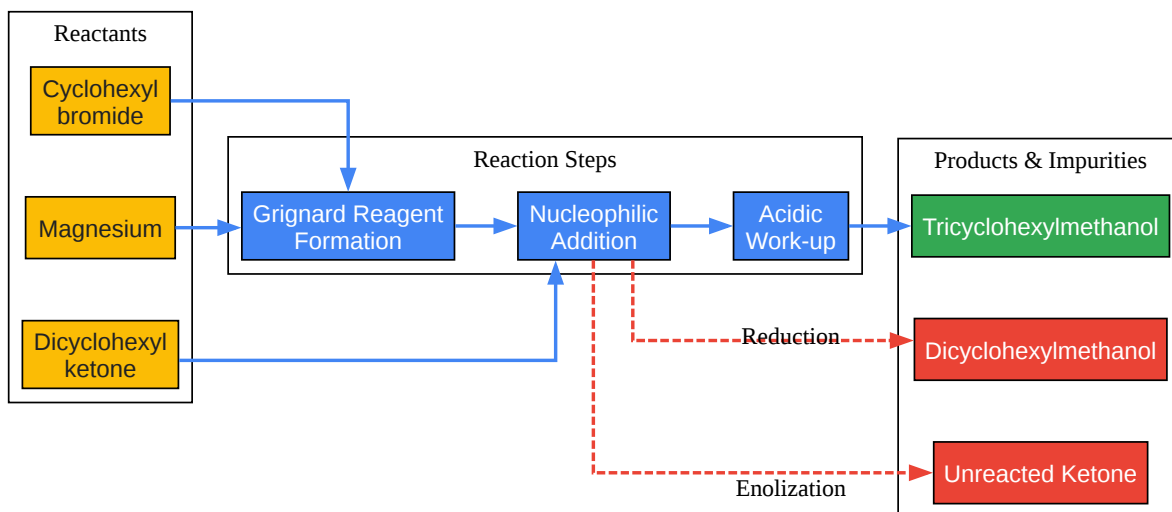 Reactants
Cyclohexyl
bromide
Magnesium
Dicyclohexyl
ketone
Reaction Steps
Grignard Reagent
Formation
Nucleophilic
Addition
Acidic
Work-up
Reduction
Enolization
Products & Impurities
Tricyclohexylmethanol
Dicyclohexylmethanol
Unreacted Ketone